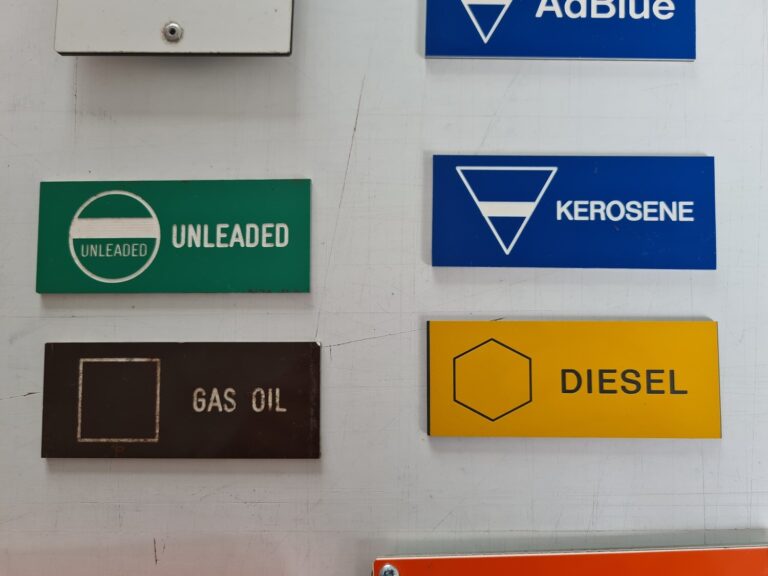 AdBlue
UNLEADED UNLEADED
KEROSENE
GAS OIL
DIESEL